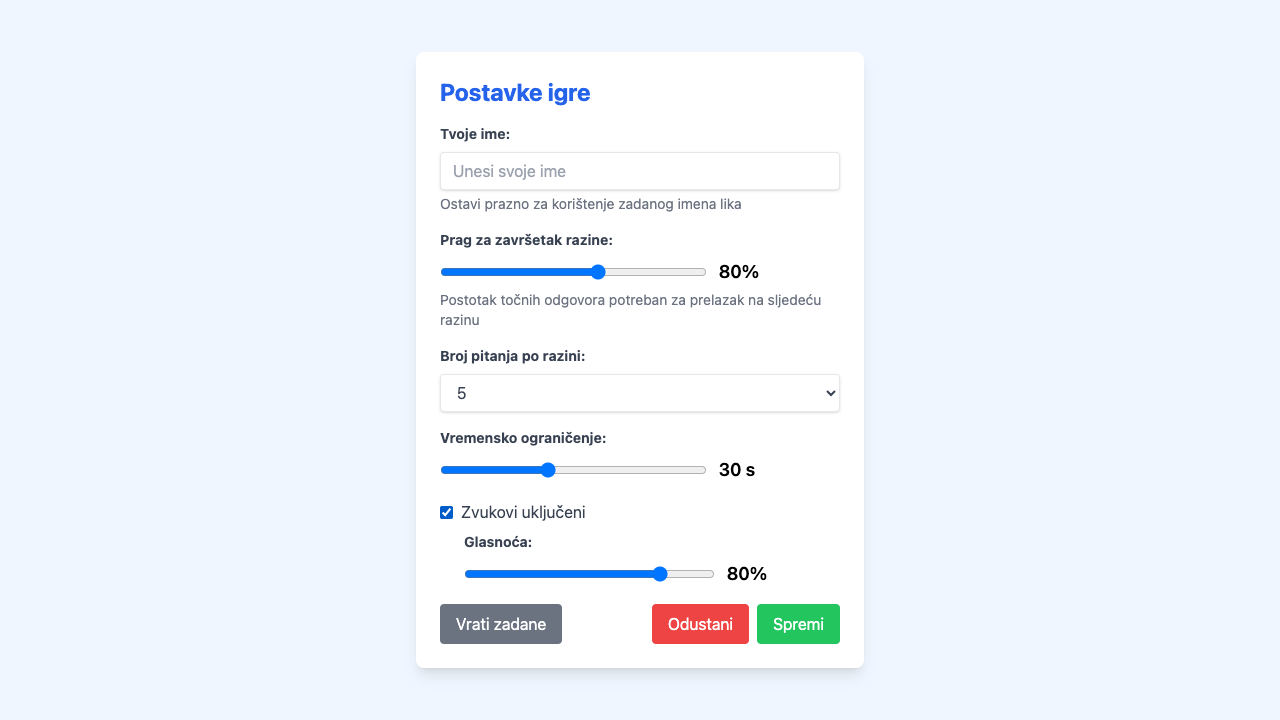 Postavke igre
Tvoje ime:
Unesi svoje ime
Ostavi prazno za korištenje zadanog imena lika
Prag za završetak razine:
80%
Postotak točnih odgovora potreban za prelazak na sljedeću
razinu
Broj pitanja po razini:
5
Vremensko ograničenje:
30 s
Zvukovi uključeni
Glasnoća:
80%
Vrati zadane
Odustani
Spremi